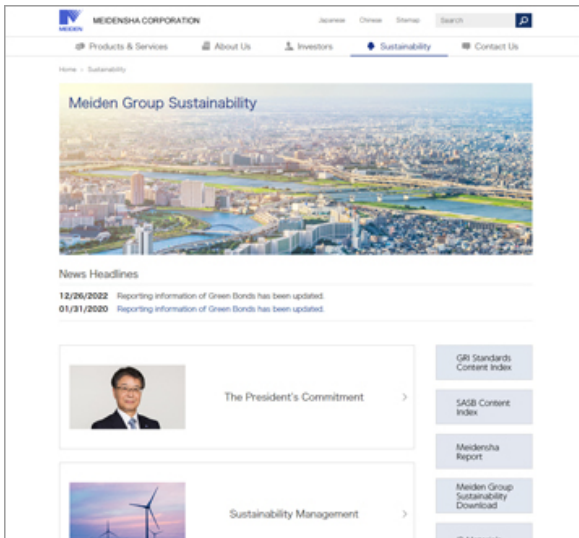 MEIDEN
MEIDENSHA CORPORATION
Japanese Chinese Sitemap Search
Products & Services About Us Investors Sustainability Contact Us
Home > Sustainability
Meiden Group Sustainability
News Headlines
12/26/2022 Reporting information of Green Bonds has been updated.
01/31/2020 Reporting information of Green Bonds has been updated.
The President's Commitment >
GRI Standards
Content Index
SASB Content
Index
Meidensha
Report
Sustainability Management >
Meiden Group
Sustainability
Download